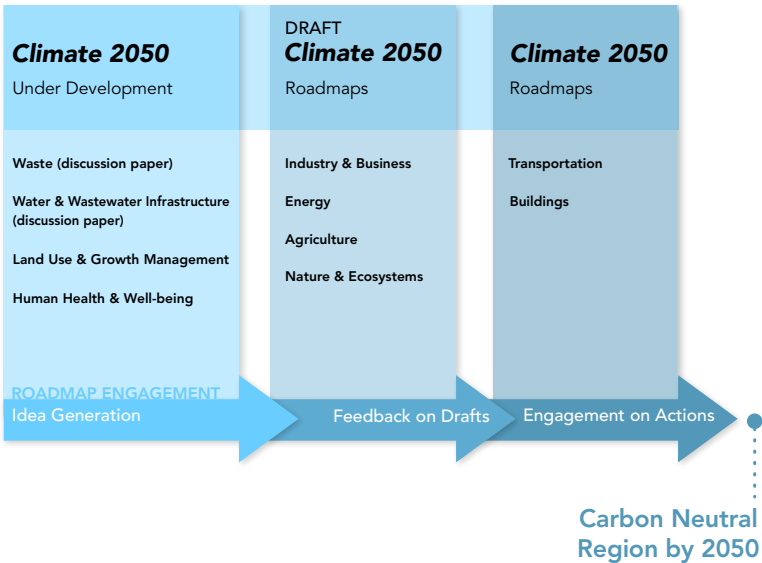 Climate 2050
Under Development
Waste (discussion paper)
Water & Wastewater Infrastructure
(discussion paper)
Land Use & Growth Management
Human Health & Well-being
DRAFT
Climate 2050
Roadmaps
Industry & Business
Energy
Agriculture
Nature & Ecosystems
Climate 2050
Roadmaps
Transportation
Buildings
ROADMAP ENGAGEMENT
Idea Generation
Feedback on Drafts
Engagement on Actions
Carbon Neutral
Region by 2050